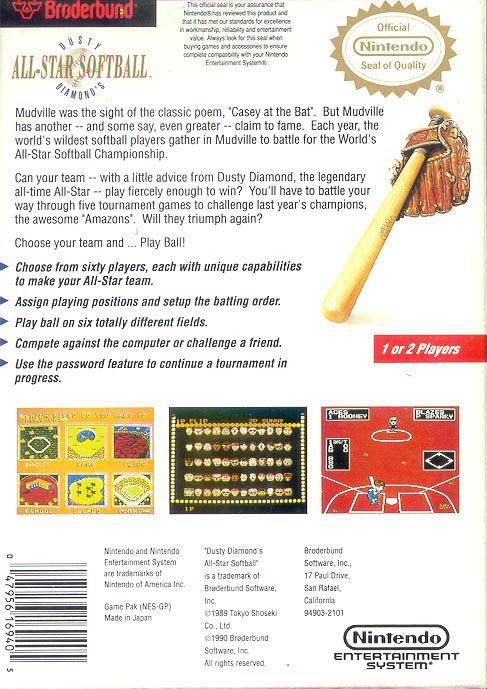 Brøderbund®
This official seal is your assurance that
Nintendo® has reviewed this product and
that it has met our standards for excellence
in workmanship, reliability and entertainment
value. Always look for this seal when
buying games and accessories to ensure
complete compatibility with your Nintendo
Entertainment System®.
Official
Nintendo
Seal of Quality
®
DUSTY
ALL-STAR SOFTBALL™
DIAMOND'S
Mudville was the sight of the classic poem, "Casey at the Bat". But Mudville
has another -- and some say, even greater -- claim to fame. Each year, the
world's wildest softball players gather in Mudville to battle for the World's
All-Star Softball Championship.
Can your team -- with a little advice from Dusty Diamond, the legendary
all-time All-Star -- play fiercely enough to win? You'll have to battle your
way through five tournament games to challenge last year's champions,
the awesome "Amazons". Will they triumph again?
Choose your team and ... Play Ball!
Choose from sixty players, each with unique capabilities
to make your All-Star team.
Assign playing positions and setup the batting order.
Play ball on six totally different fields.
Compete against the computer or challenge a friend.
Use the password feature to continue a tournament in
progress.
1 or 2 Players
SANDLOT PARK CLIFF
SCHOOL ISLAND PROFESSIONAL
1P FLIP
1P
ACES
1 RODNEY
BLAZES
P SPARKY
Nintendo and Nintendo
Entertainment System
are trademarks of
Nintendo of America Inc.
Game Pak (NES-GP)
Made in Japan
"Dusty Diamond's
All-Star Softball"
is a trademark of
Brøderbund Software,
Inc.
©1989 Tokyo Shoseki
Co., Ltd.
©1990 Brøderbund
Software, Inc.
All rights reserved.
Broderbund
Software, Inc.,
17 Paul Drive,
San Rafael,
California
94903-2101
0 47956 16940 5
Nintendo®
ENTERTAINMENT
SYSTEM®